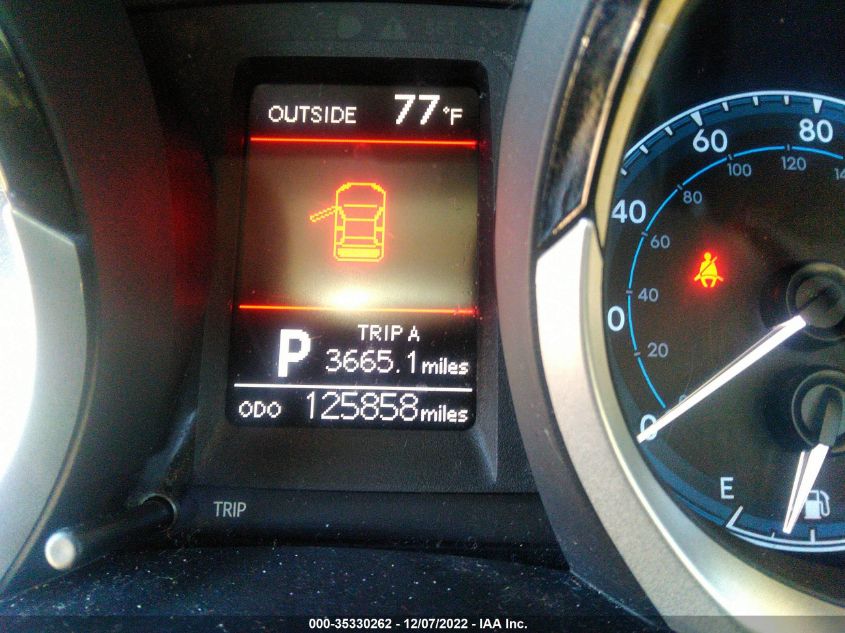 OUTSIDE 77°F
P
TRIP A
3665.1 miles
ODO 125858 miles
TRIP
60 80
100 120
80
40
60
40
20
0
E
000-35330262 - 12/07/2022 - IAA Inc.